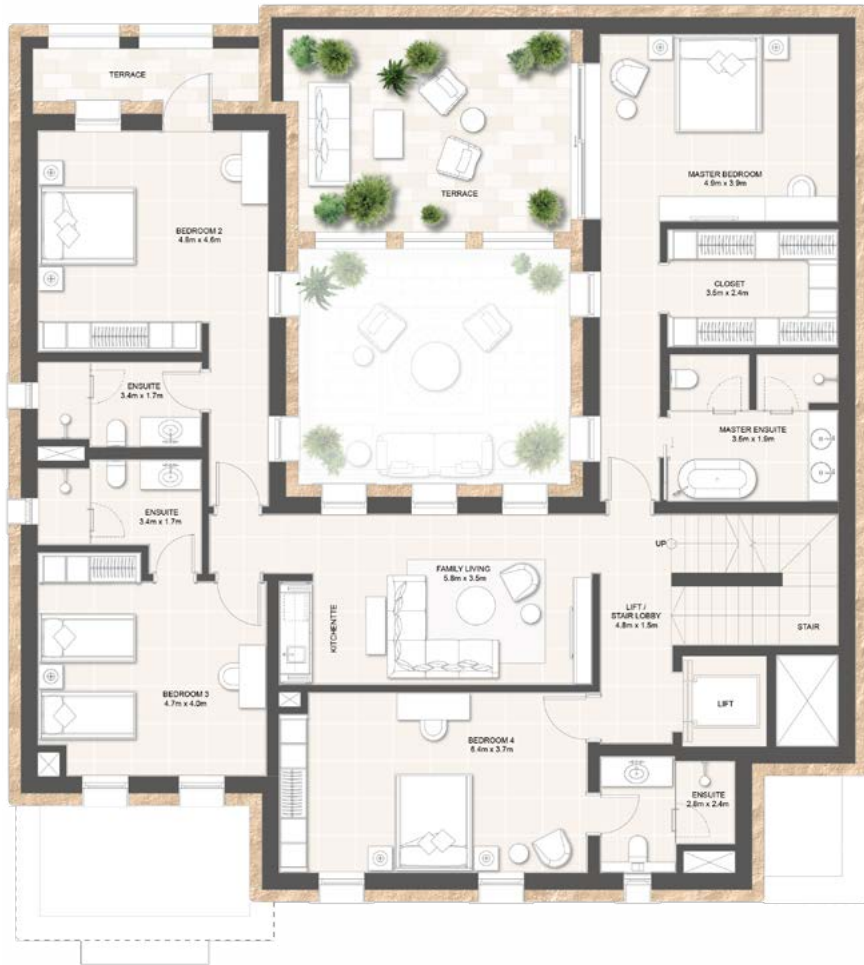 TERRACE
TERRACE
MASTER BEDROOM
4.9m x 3.9m
BEDROOM 2
4.8m x 4.6m
CLOSET
3.6m x 2.4m
ENSUITE
3.4m x 1.7m
MASTER ENSUITE
3.6m x 1.9m
ENSUITE
3.4m x 1.7m
UP
FAMILY LIVING
5.8m x 3.5m
KITCHENTTE
LIFT /
STAIR LOBBY
4.8m x 1.5m
STAIR
BEDROOM 3
4.7m x 4.0m
LIFT
BEDROOM 4
6.4m x 3.7m
ENSUITE
2.8m x 2.4m